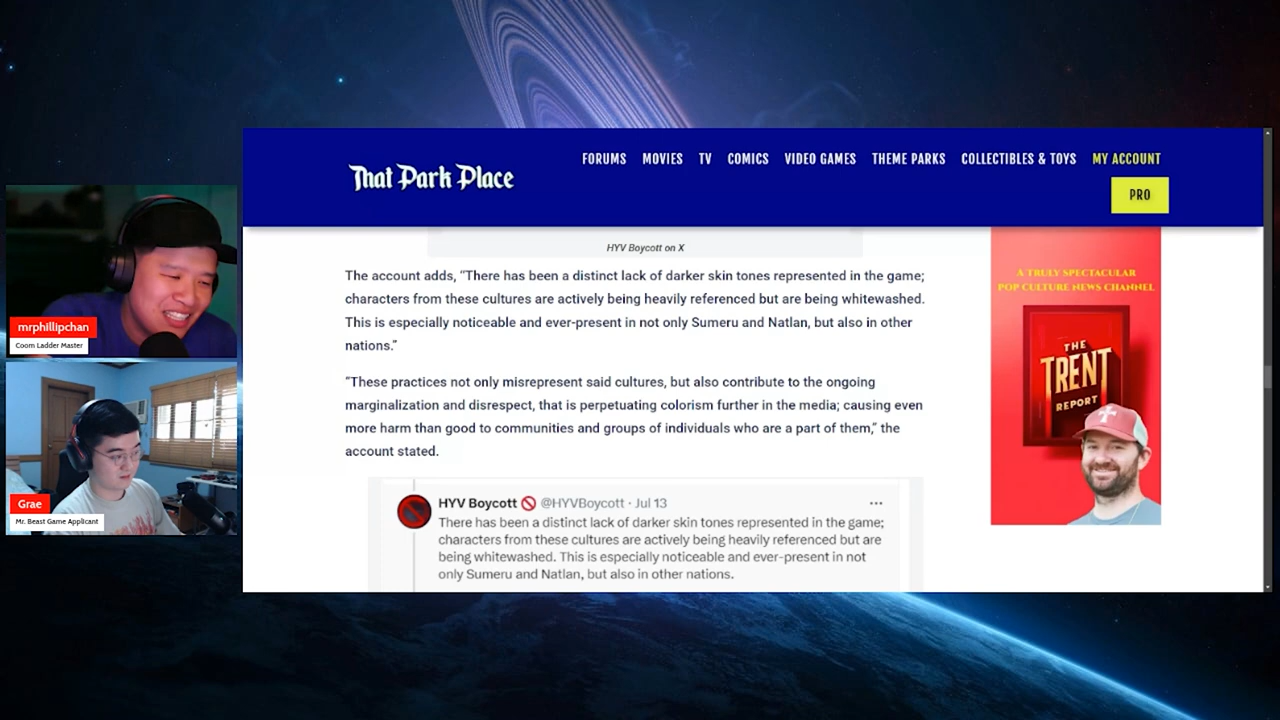 That Park Place
FORUMS MOVIES TV COMICS VIDEO GAMES THEME PARKS COLLECTIBLES & TOYS MY ACCOUNT
PRO
HYV Boycott on X
The account adds, “There has been a distinct lack of darker skin tones represented in the game;
characters from these cultures are actively being heavily referenced but are being whitewashed.
This is especially noticeable and ever-present in not only Sumeru and Natlan, but also in other
nations.”
“These practices not only misrepresent said cultures, but also contribute to the ongoing
marginalization and disrespect, that is perpetuating colorism further in the media; causing even
more harm than good to communities and groups of individuals who are a part of them,” the
account stated.
HYV Boycott @HYVBoycott · Jul 13
There has been a distinct lack of darker skin tones represented in the game;
characters from these cultures are actively being heavily referenced but are
being whitewashed. This is especially noticeable and ever-present in not
only Sumeru and Natlan, but also in other nations.
A TRULY SPECTACULAR
POP CULTURE NEWS CHANNEL
THE
TRENT
REPORT
mrphillipchan
Coom Ladder Master
Grae
Mr. Beast Game Applicant